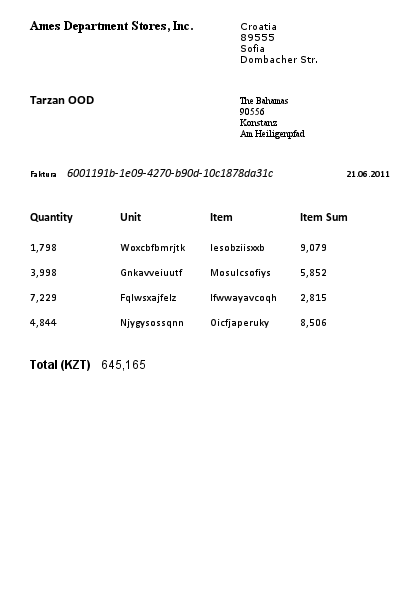 Ames Department Stores, Inc.
Croatia
89555
Sofia
Dombacher Str.
Tarzan OOD
The Bahamas
90556
Konstanz
Am Heiligenpfad
Faktura 6001191b-1e09-4270-b90d-10c1878da31c 21.06.2011
Quantity Unit Item Item Sum
1,798 Woxcbfbmrjtk Iesobziisxxb 9,079
3,998 Gnkavveiuutf Mosulcsofiys 5,852
7,229 Fqlwsxajfelz Ifwwayavcoqh 2,815
4,844 Njygysossqnn Oicfjaperuky 8,506
Total (KZT) 645,165